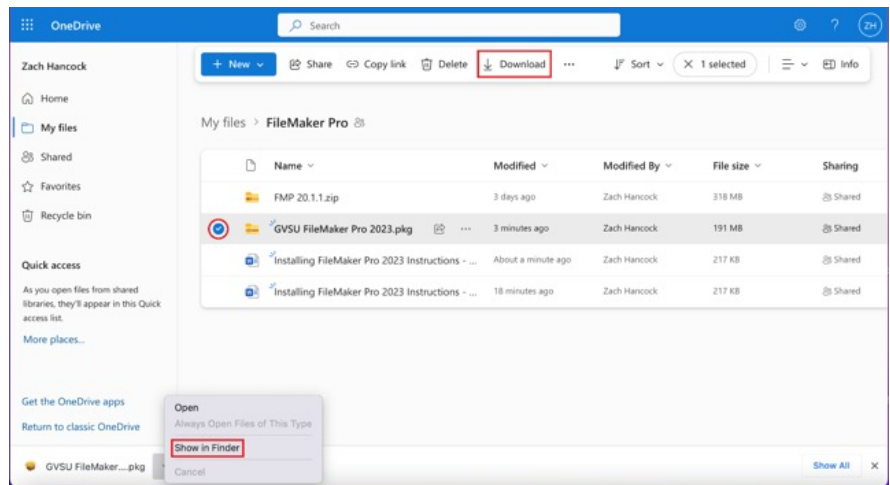 OneDrive
Search
ZH
Zach Hancock
Home
My files
Shared
Favorites
Recycle bin
Quick access
As you open files from shared
libraries, they'll appear in this Quick
access list.
More places...
Get the OneDrive apps
Return to classic OneDrive
+ New Share Copy link Delete Download ... Sort X 1 selected Info
My files > FileMaker Pro
Name Modified Modified By File size Sharing
FMP 20.1.1.zip 3 days ago Zach Hancock 318 MB Shared
GVSU FileMaker Pro 2023.pkg ... 3 minutes ago Zach Hancock 191 MB Shared
Installing FileMaker Pro 2023 Instructions - ... About a minute ago Zach Hancock 217 KB Shared
Installing FileMaker Pro 2023 Instructions - ... 18 minutes ago Zach Hancock 217 KB Shared
Open
Always Open Files of This Type
Show in Finder
Cancel
GVSU FileMaker....pkg
Show All X